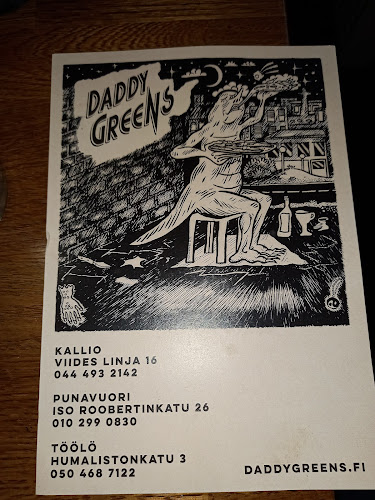 DADDY
GREENS
KALLIO
VIIDES LINJA 16
044 493 2142
PUNAVUORI
ISO ROOBERTINKATU 26
010 299 0830
TÖÖLÖ
HUMALISTONKATU 3
050 468 7122
DADDYGREENS.FI